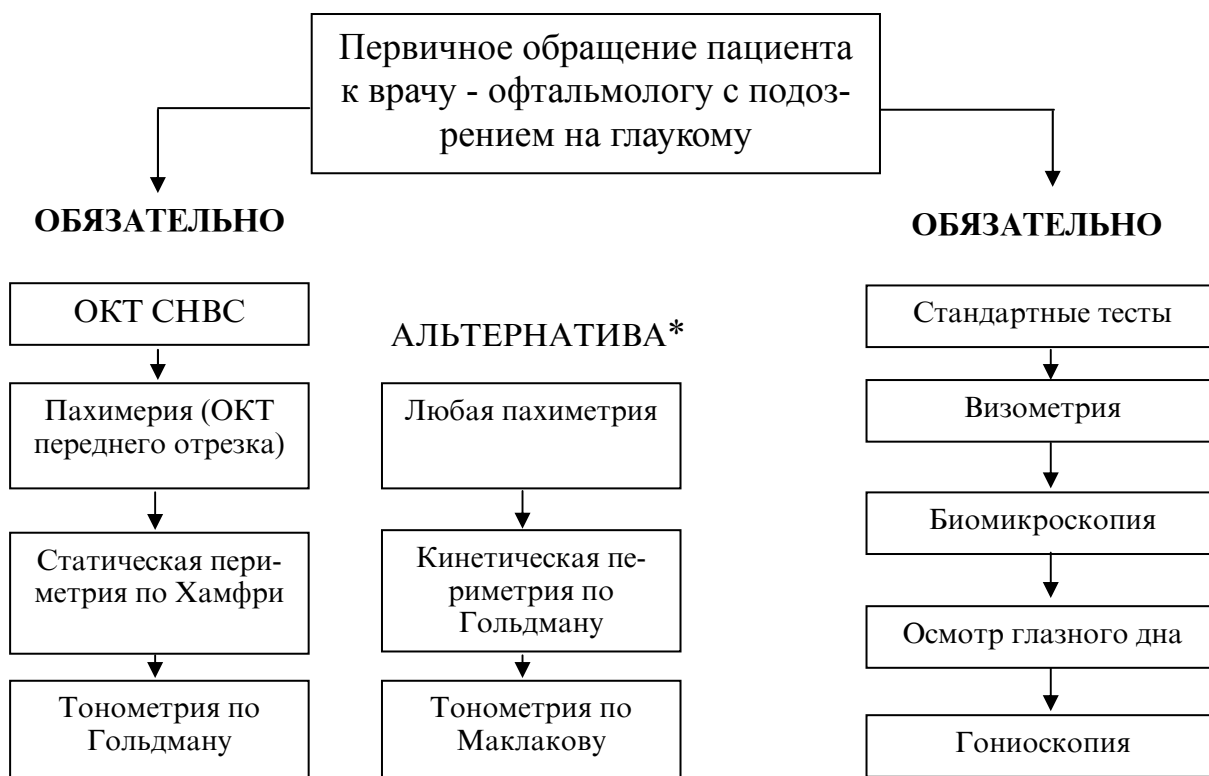 Первичное обращение пациента
к врачу - офтальмологу с подоз-
рением на глаукому
ОБЯЗАТЕЛЬНО
ОКТ СНВС
Пахимерия (ОКТ
переднего отрезка)
Статическая пери-
метрия по Хамфри
Тонометрия по
Гольдману
АЛЬТЕРНАТИВА*
Любая пахиметрия
Кинетическая пе-
риметрия по
Гольдману
Тонометрия по
Маклакову
ОБЯЗАТЕЛЬНО
Стандартные тесты
Визометрия
Биомикроскопия
Осмотр глазного дна
Гониоскопия